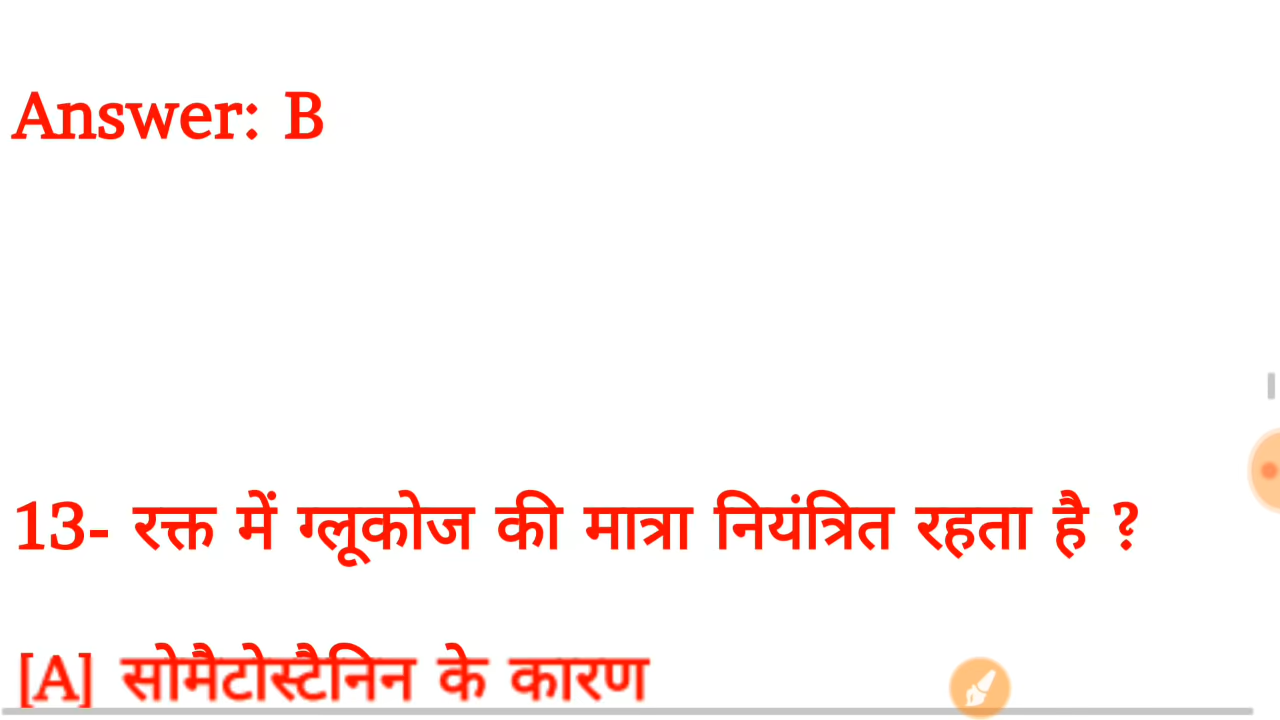 Answer: B
13- रक्त में ग्लूकोज की मात्रा नियंत्रित रहता है ?
[A] सोमैटोस्टैनिन के कारण